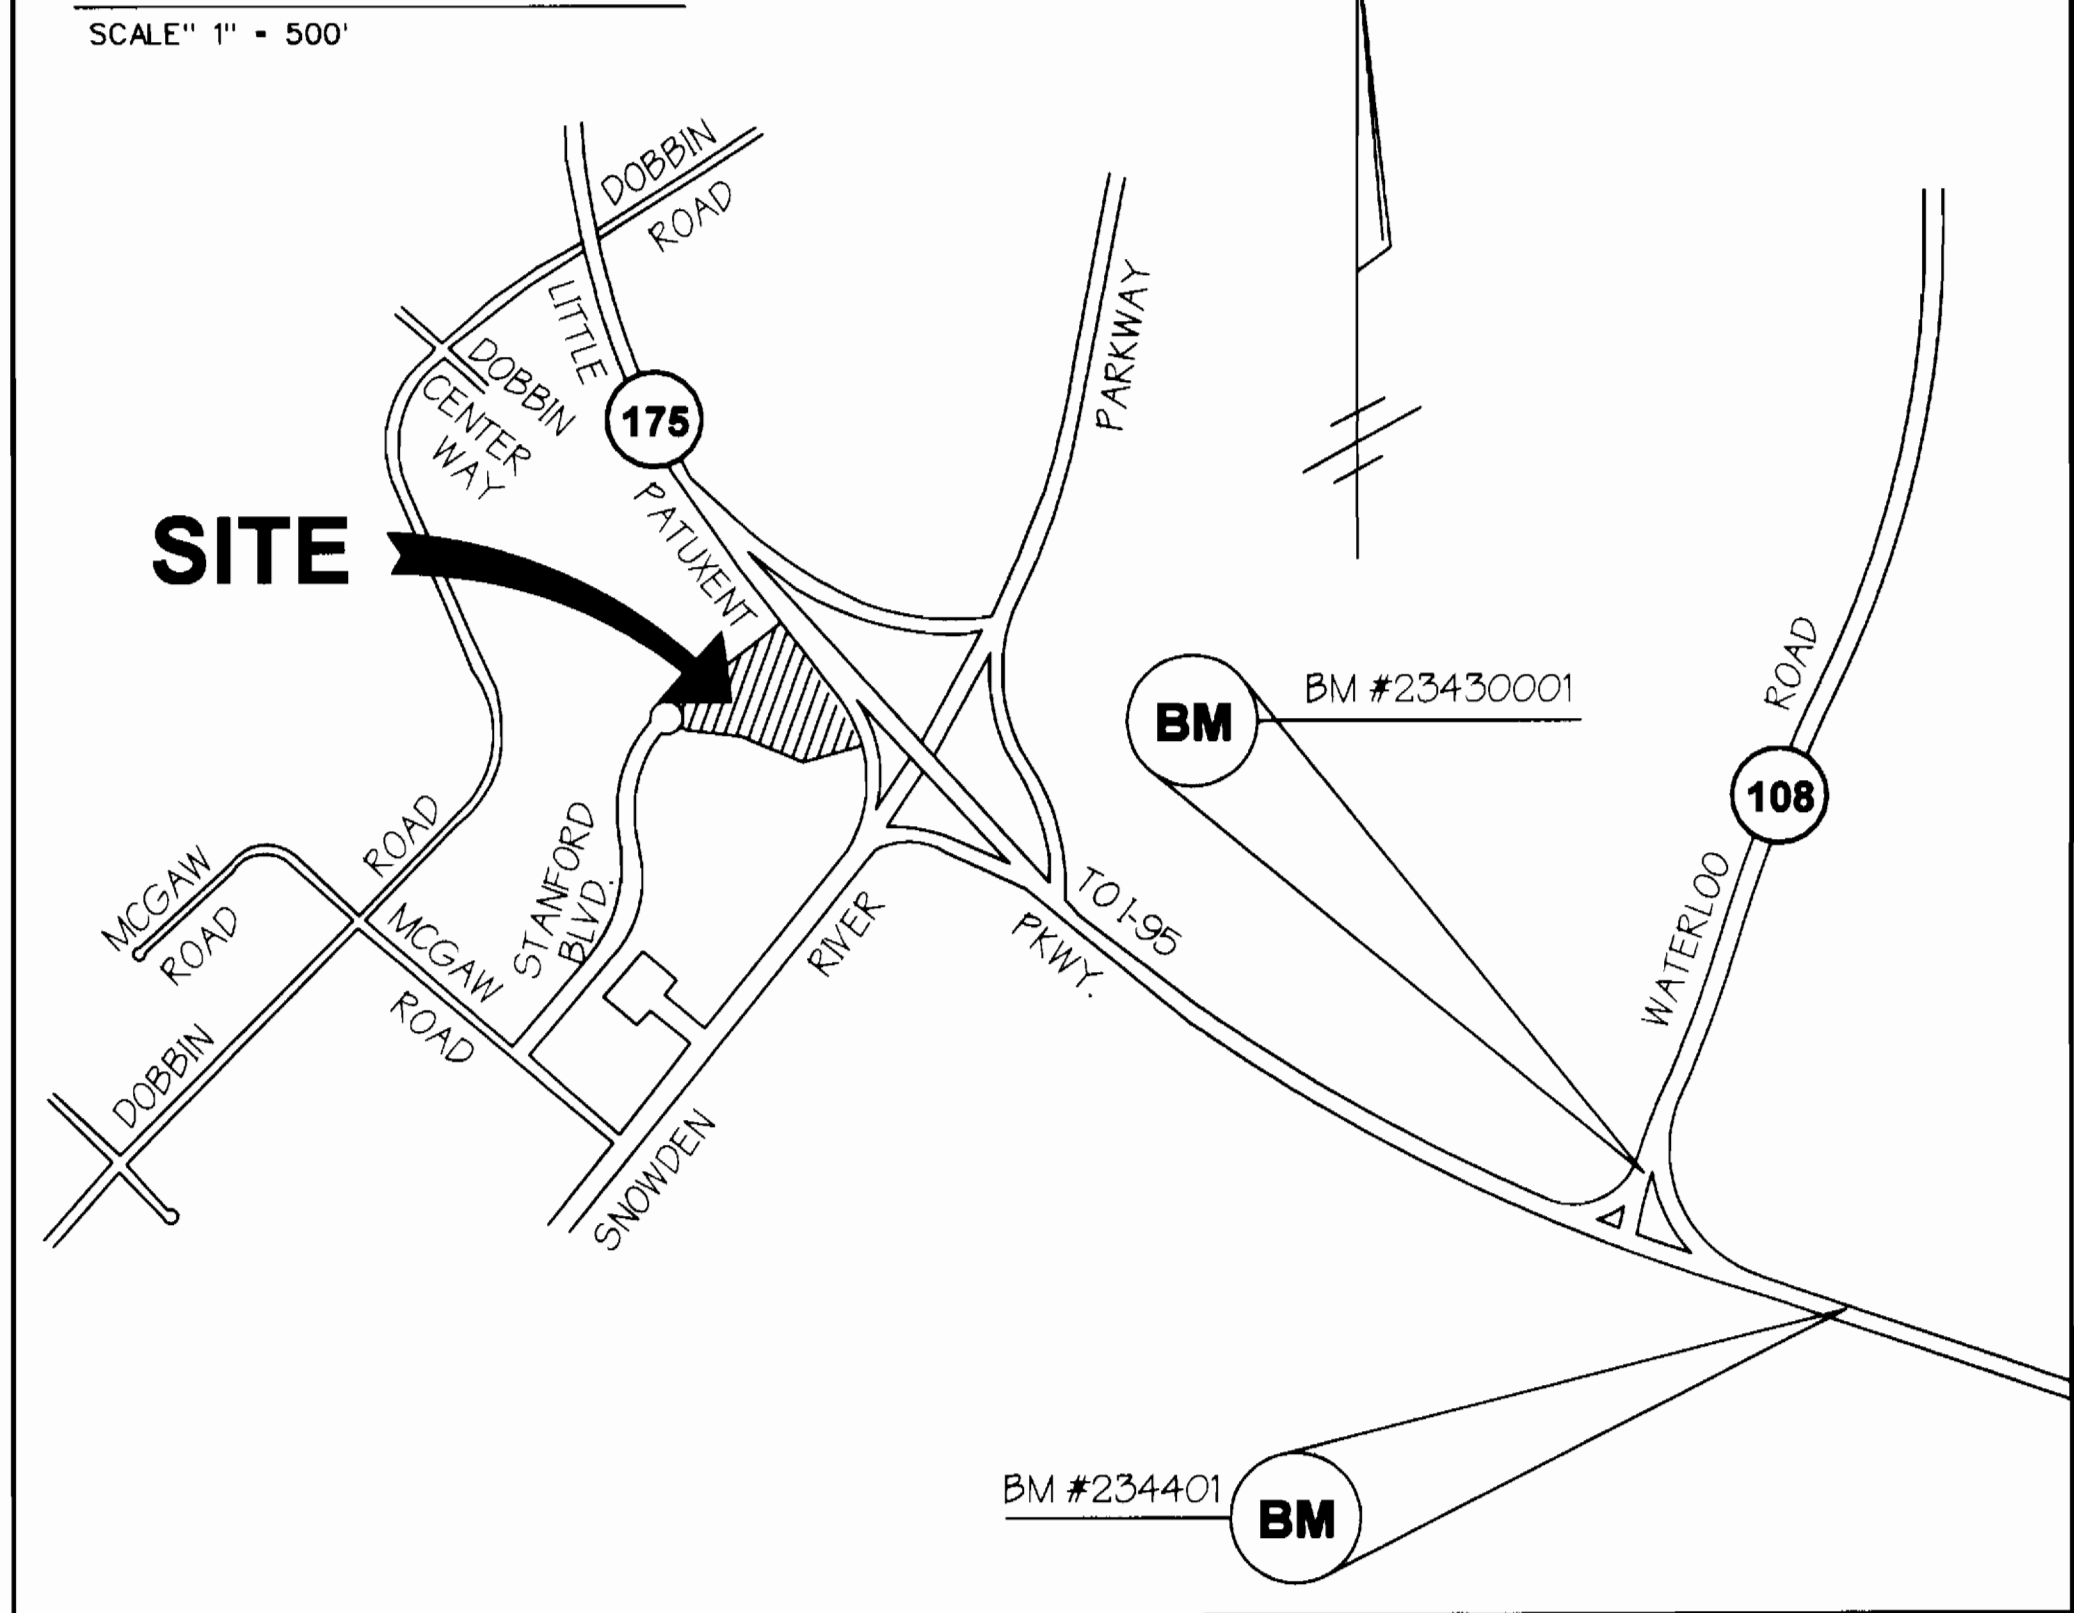 SCALE" 1" - 500'
DOBBIN
ROAD
LITTLE
PARKWAY
DOBBIN
CENTER
WAY
175
PATUXENT
SITE
ROAD
BM #23430001
BM
108
ROAD
STANFORD
BLVD.
MCGAW
ROAD
MCGAW
ROAD
WATERLOO
TO I-95
PKWY.
RIVER
DOBBIN
SNOWDEN
BM #234401
BM